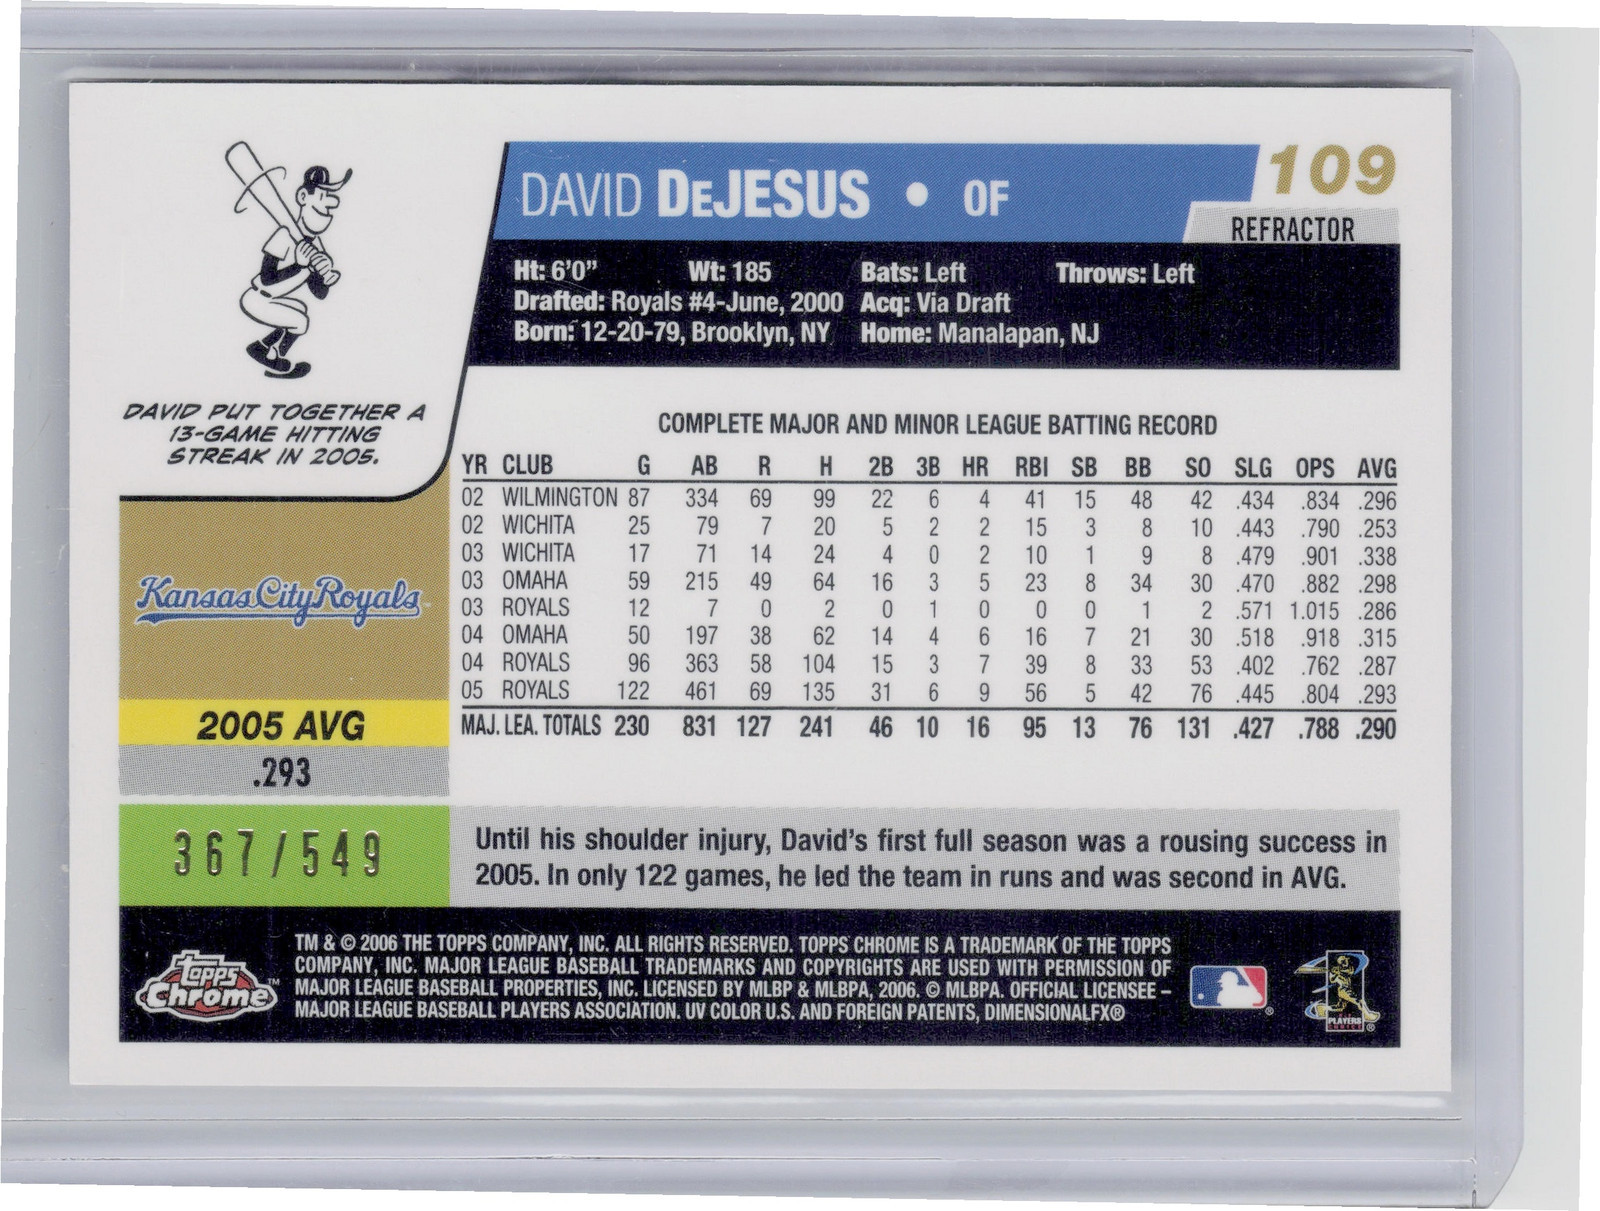 DAVID DeJESUS • OF
109
REFRACTOR
Ht: 6'0" Wt: 185 Bats: Left Throws: Left
Drafted: Royals #4-June, 2000 Acq: Via Draft
Born: 12-20-79, Brooklyn, NY Home: Manalapan, NJ
DAVID PUT TOGETHER A
13-GAME HITTING
STREAK IN 2005.
Kansas City Royals
2005 AVG
.293
367/549
COMPLETE MAJOR AND MINOR LEAGUE BATTING RECORD
YR CLUB G AB R H 2B 3B HR RBI SB BB SO SLG OPS AVG
02 WILMINGTON 87 334 69 99 22 6 4 41 15 48 42 .434 .834 .296
02 WICHITA 25 79 7 20 5 2 2 15 3 8 10 .443 .790 .253
03 WICHITA 17 71 14 24 4 0 2 10 1 9 8 .479 .901 .338
03 OMAHA 59 215 49 64 16 3 5 23 8 34 30 .470 .882 .298
03 ROYALS 12 7 0 2 0 1 0 0 0 1 2 .571 1.015 .286
04 OMAHA 50 197 38 62 14 4 6 16 7 21 30 .518 .918 .315
04 ROYALS 96 363 58 104 15 3 7 39 8 33 53 .402 .762 .287
05 ROYALS 122 461 69 135 31 6 9 56 5 42 76 .445 .804 .293
MAJ. LEA. TOTALS 230 831 127 241 46 10 16 95 13 76 131 .427 .788 .290
Until his shoulder injury, David's first full season was a rousing success in
2005. In only 122 games, he led the team in runs and was second in AVG.
Topps
Chrome™
TM & © 2006 THE TOPPS COMPANY, INC. ALL RIGHTS RESERVED. TOPPS CHROME IS A TRADEMARK OF THE TOPPS
COMPANY, INC. MAJOR LEAGUE BASEBALL TRADEMARKS AND COPYRIGHTS ARE USED WITH PERMISSION OF
MAJOR LEAGUE BASEBALL PROPERTIES, INC. LICENSED BY MLBP & MLBPA, 2006. © MLBPA. OFFICIAL LICENSEE –
MAJOR LEAGUE BASEBALL PLAYERS ASSOCIATION. UV COLOR U.S. AND FOREIGN PATENTS, DIMENSIONALFX®
®
PLAYERS
CHOICE ®